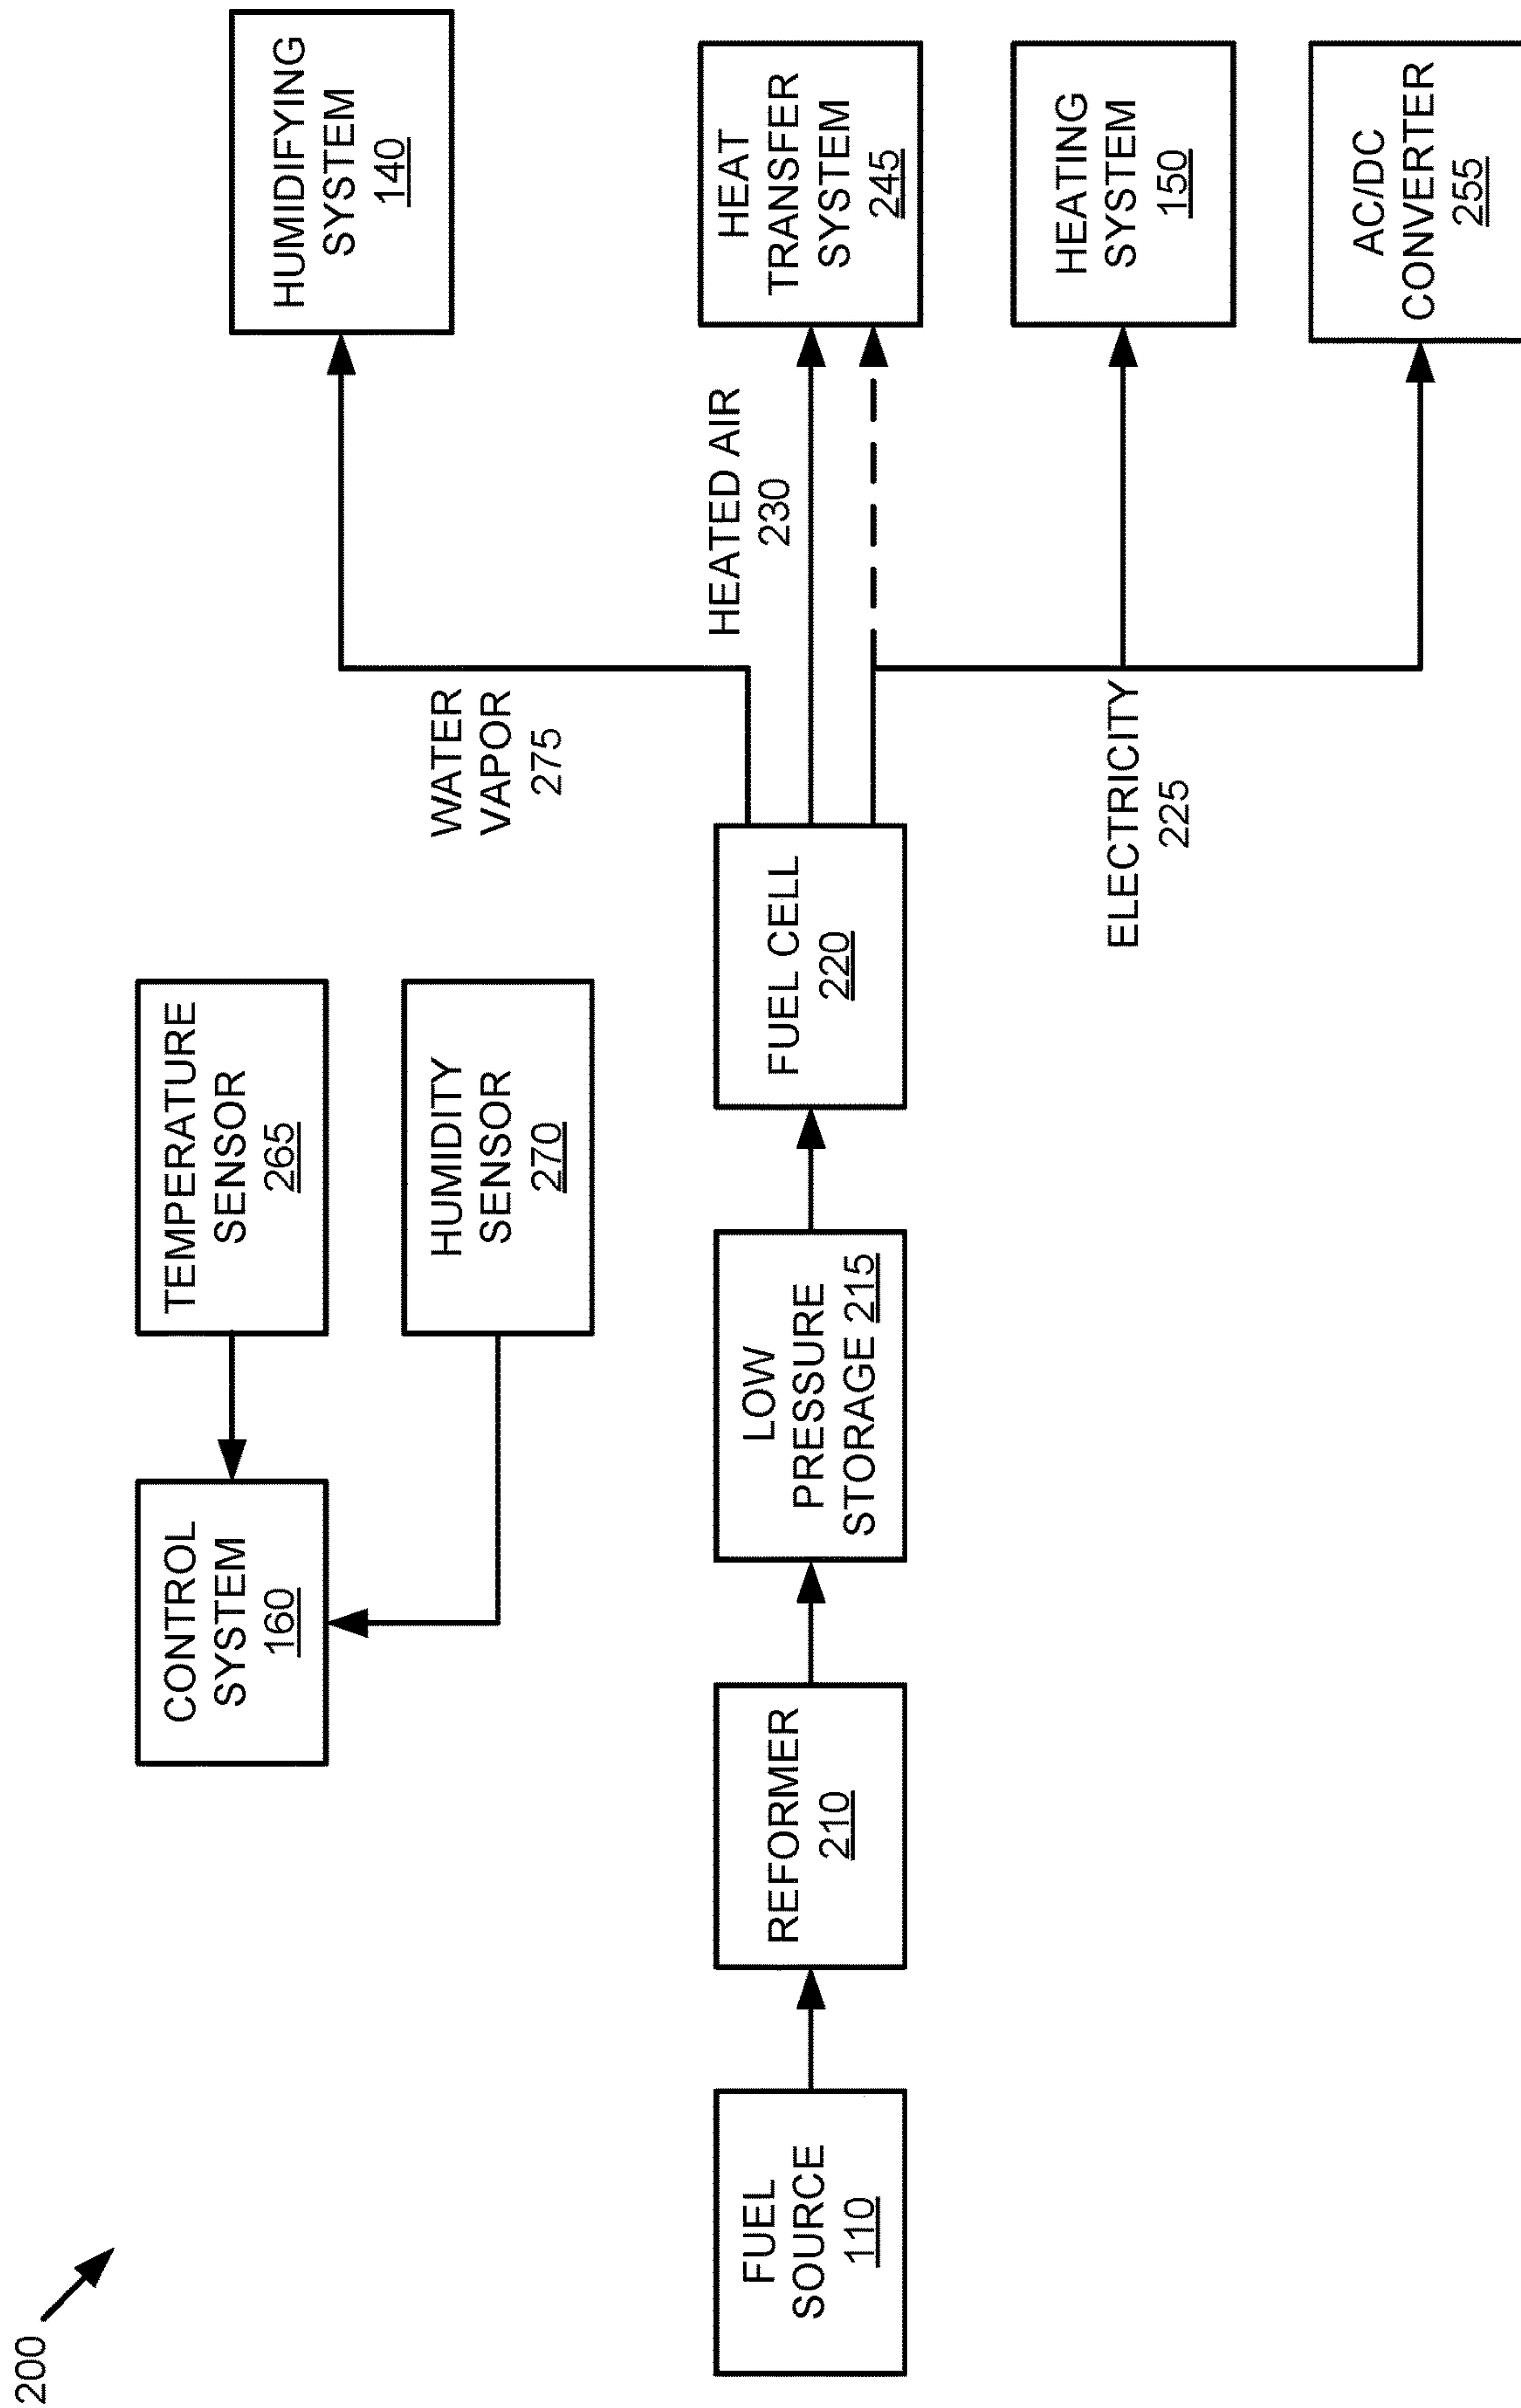 200
CONTROL
SYSTEM
160
TEMPERATURE
SENSOR
265
HUMIDITY
SENSOR
270
HUMIDIFYING
SYSTEM
140
WATER
VAPOR
275
FUEL
SOURCE
110
REFORMER
210
LOW
PRESSURE
STORAGE 215
FUEL CELL
220
HEATED AIR
230
HEAT
TRANSFER
SYSTEM
245
ELECTRICITY
225
HEATING
SYSTEM
150
AC/DC
CONVERTER
255